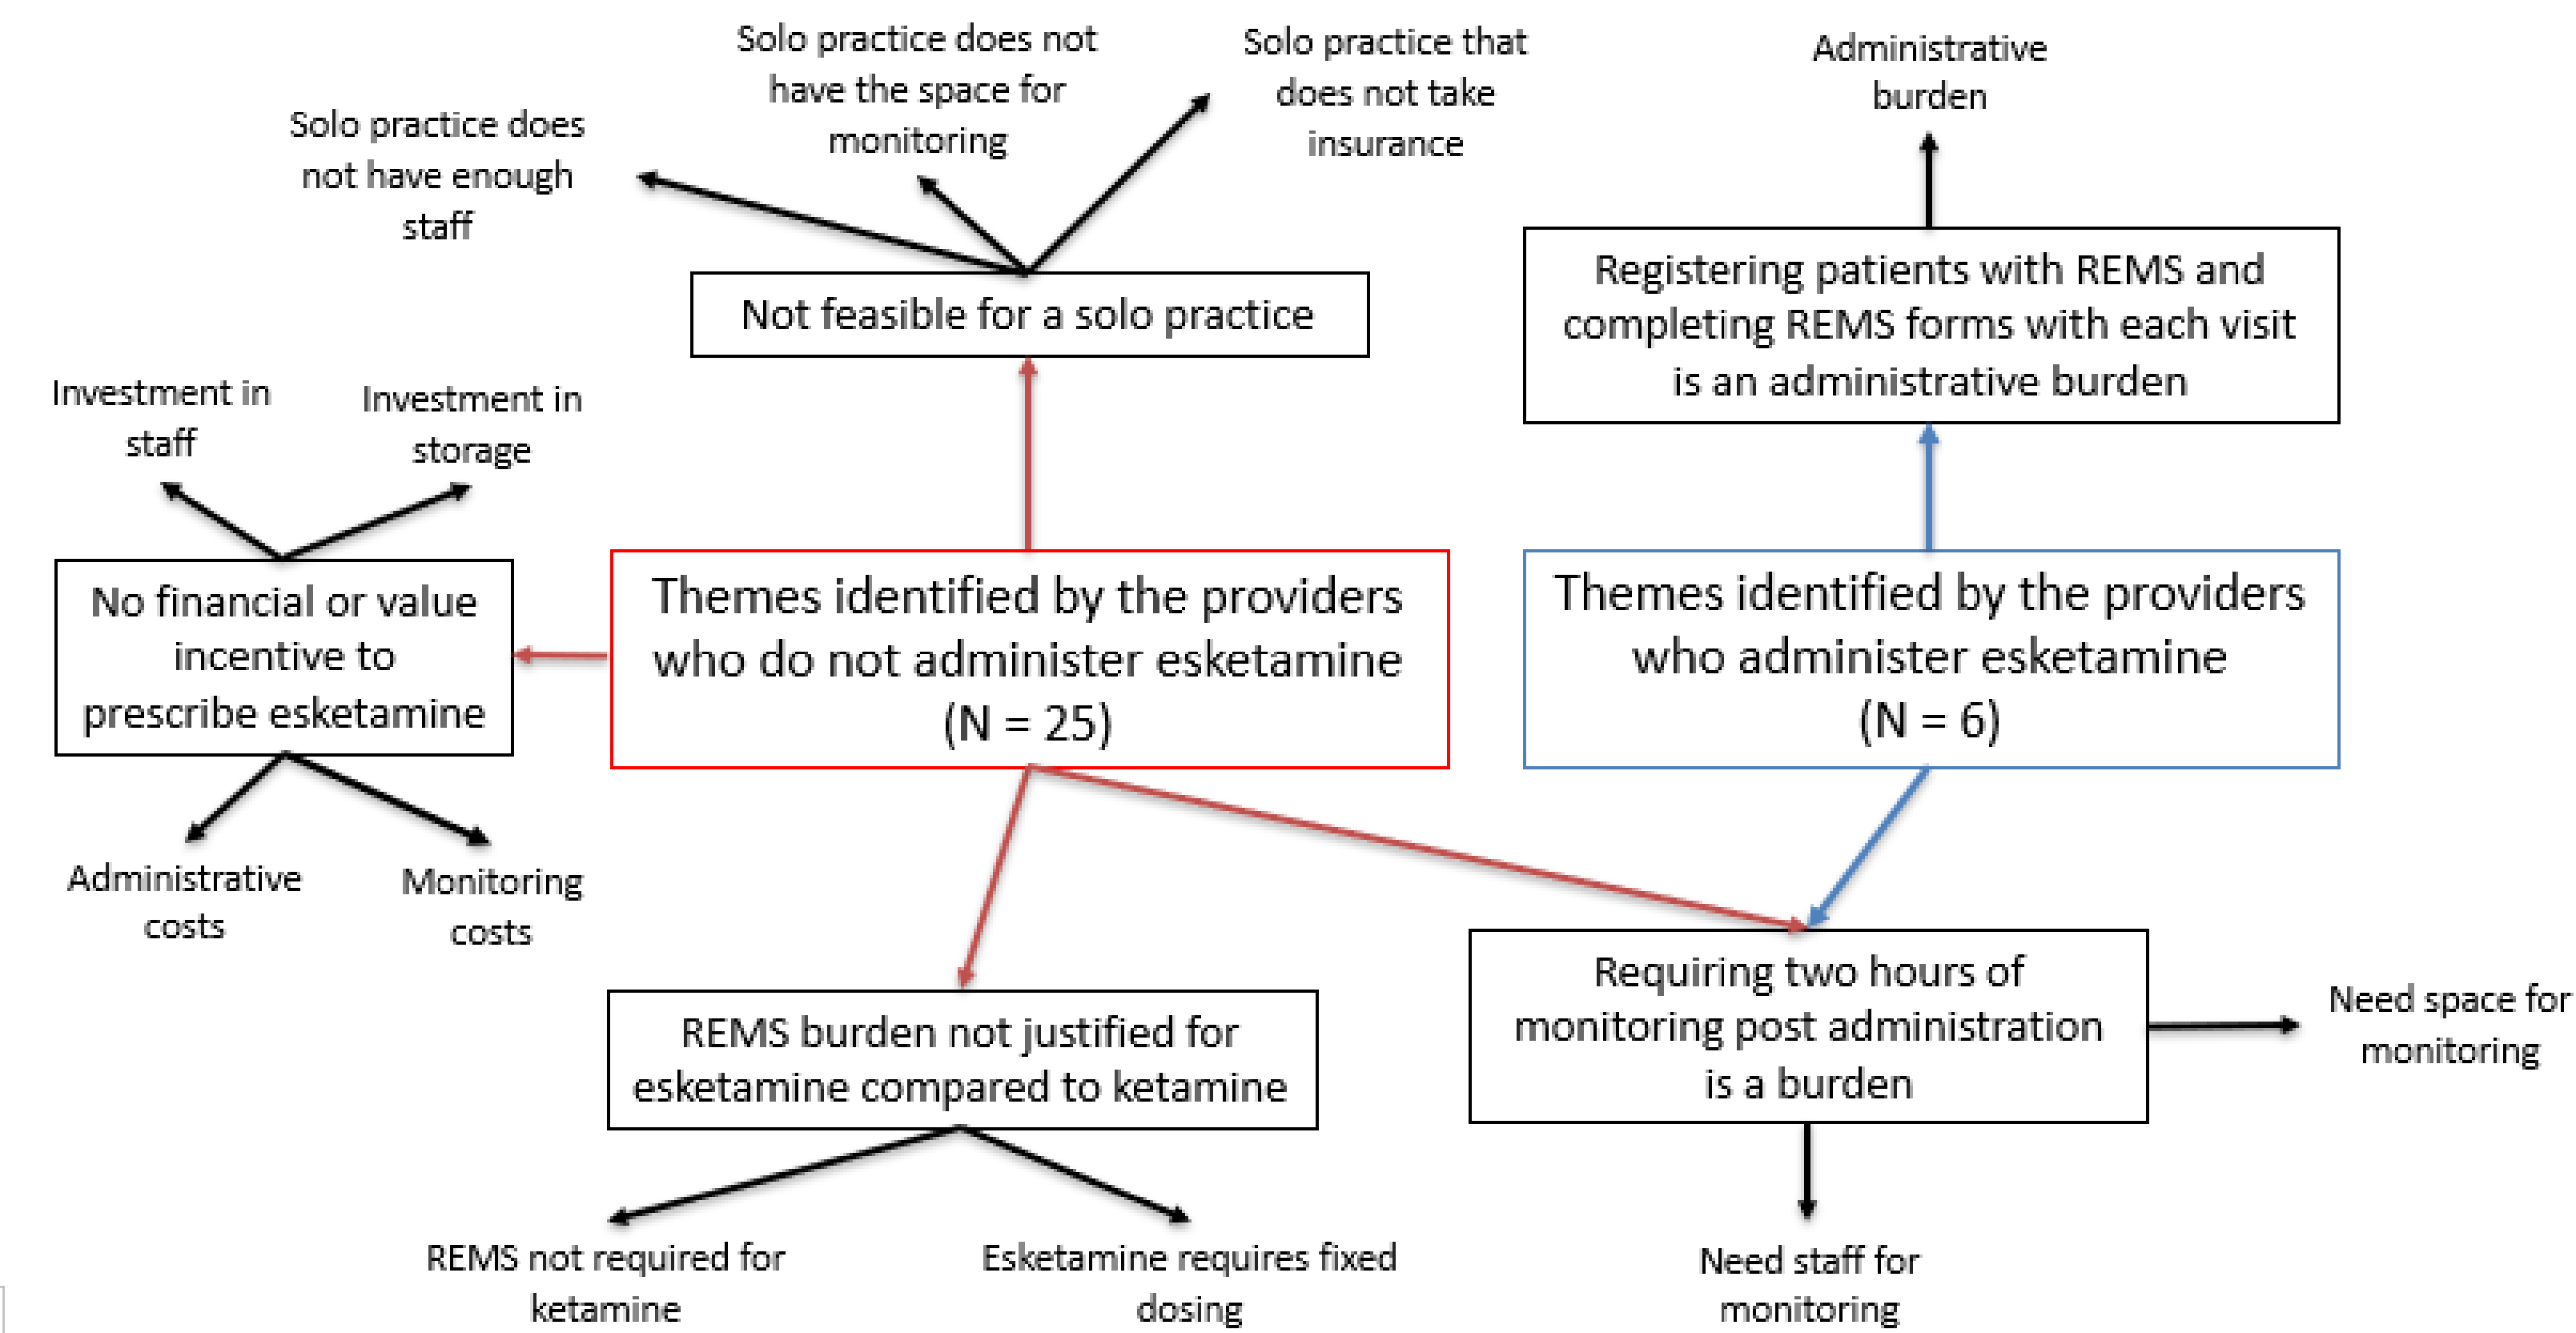 Solo practice does not
have the space for
monitoring
Solo practice that
does not take
insurance
Administrative
burden
Solo practice does
not have enough
staff
Registering patients with REMS and
completing REMS forms with each visit
is an administrative burden
Not feasible for a solo practice
Investment in
staff
Investment in
storage
No financial or value
incentive to
prescribe esketamine
Themes identified by the providers
who do not administer esketamine
(N = 25)
Themes identified by the providers
who administer esketamine
(N = 6)
Administrative
costs
Monitoring
costs
REMS burden not justified for
esketamine compared to ketamine
Requiring two hours of
monitoring post administration
is a burden
Need space for
monitoring
REMS not required for
ketamine
Esketamine requires fixed
dosing
Need staff for
monitoring